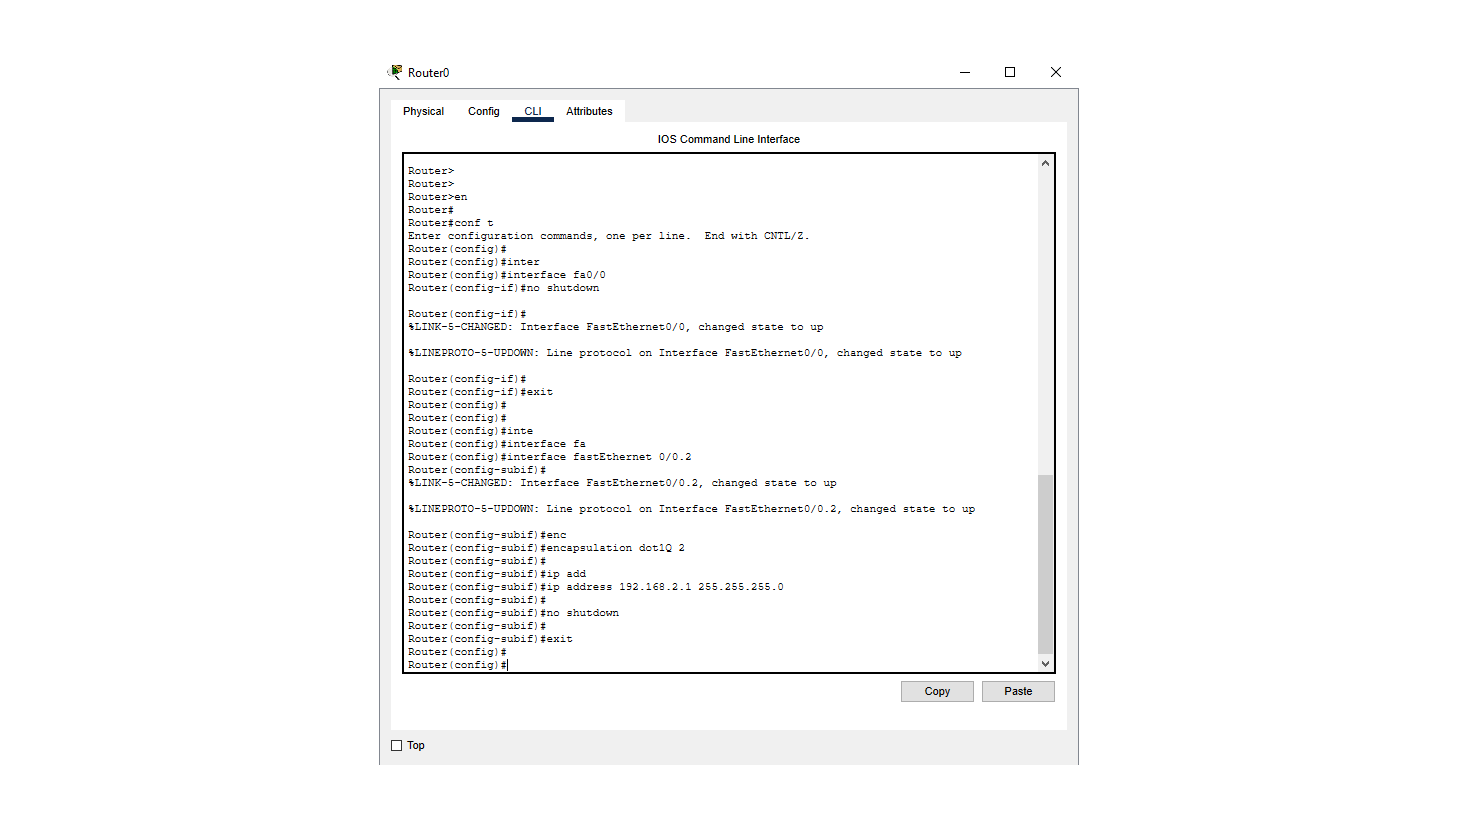 Router0
Physical Config CLI Attributes
IOS Command Line Interface
Router>
Router>
Router>en
Router#
Router#conf t
Enter configuration commands, one per line.  End with CNTL/Z.
Router(config)#
Router(config)#inter
Router(config)#interface fa0/0
Router(config-if)#no shutdown
Router(config-if)#
%LINK-5-CHANGED: Interface FastEthernet0/0, changed state to up
%LINEPROTO-5-UPDOWN: Line protocol on Interface FastEthernet0/0, changed state to up
Router(config-if)#
Router(config-if)#exit
Router(config)#
Router(config)#
Router(config)#inte
Router(config)#interface fa
Router(config)#interface fastEthernet 0/0.2
Router(config-subif)#
%LINK-5-CHANGED: Interface FastEthernet0/0.2, changed state to up
%LINEPROTO-5-UPDOWN: Line protocol on Interface FastEthernet0/0.2, changed state to up
Router(config-subif)#enc
Router(config-subif)#encapsulation dot1Q 2
Router(config-subif)#
Router(config-subif)#ip add
Router(config-subif)#ip address 192.168.2.1 255.255.255.0
Router(config-subif)#
Router(config-subif)#no shutdown
Router(config-subif)#
Router(config-subif)#exit
Router(config)#
Router(config)#
Copy Paste
Top